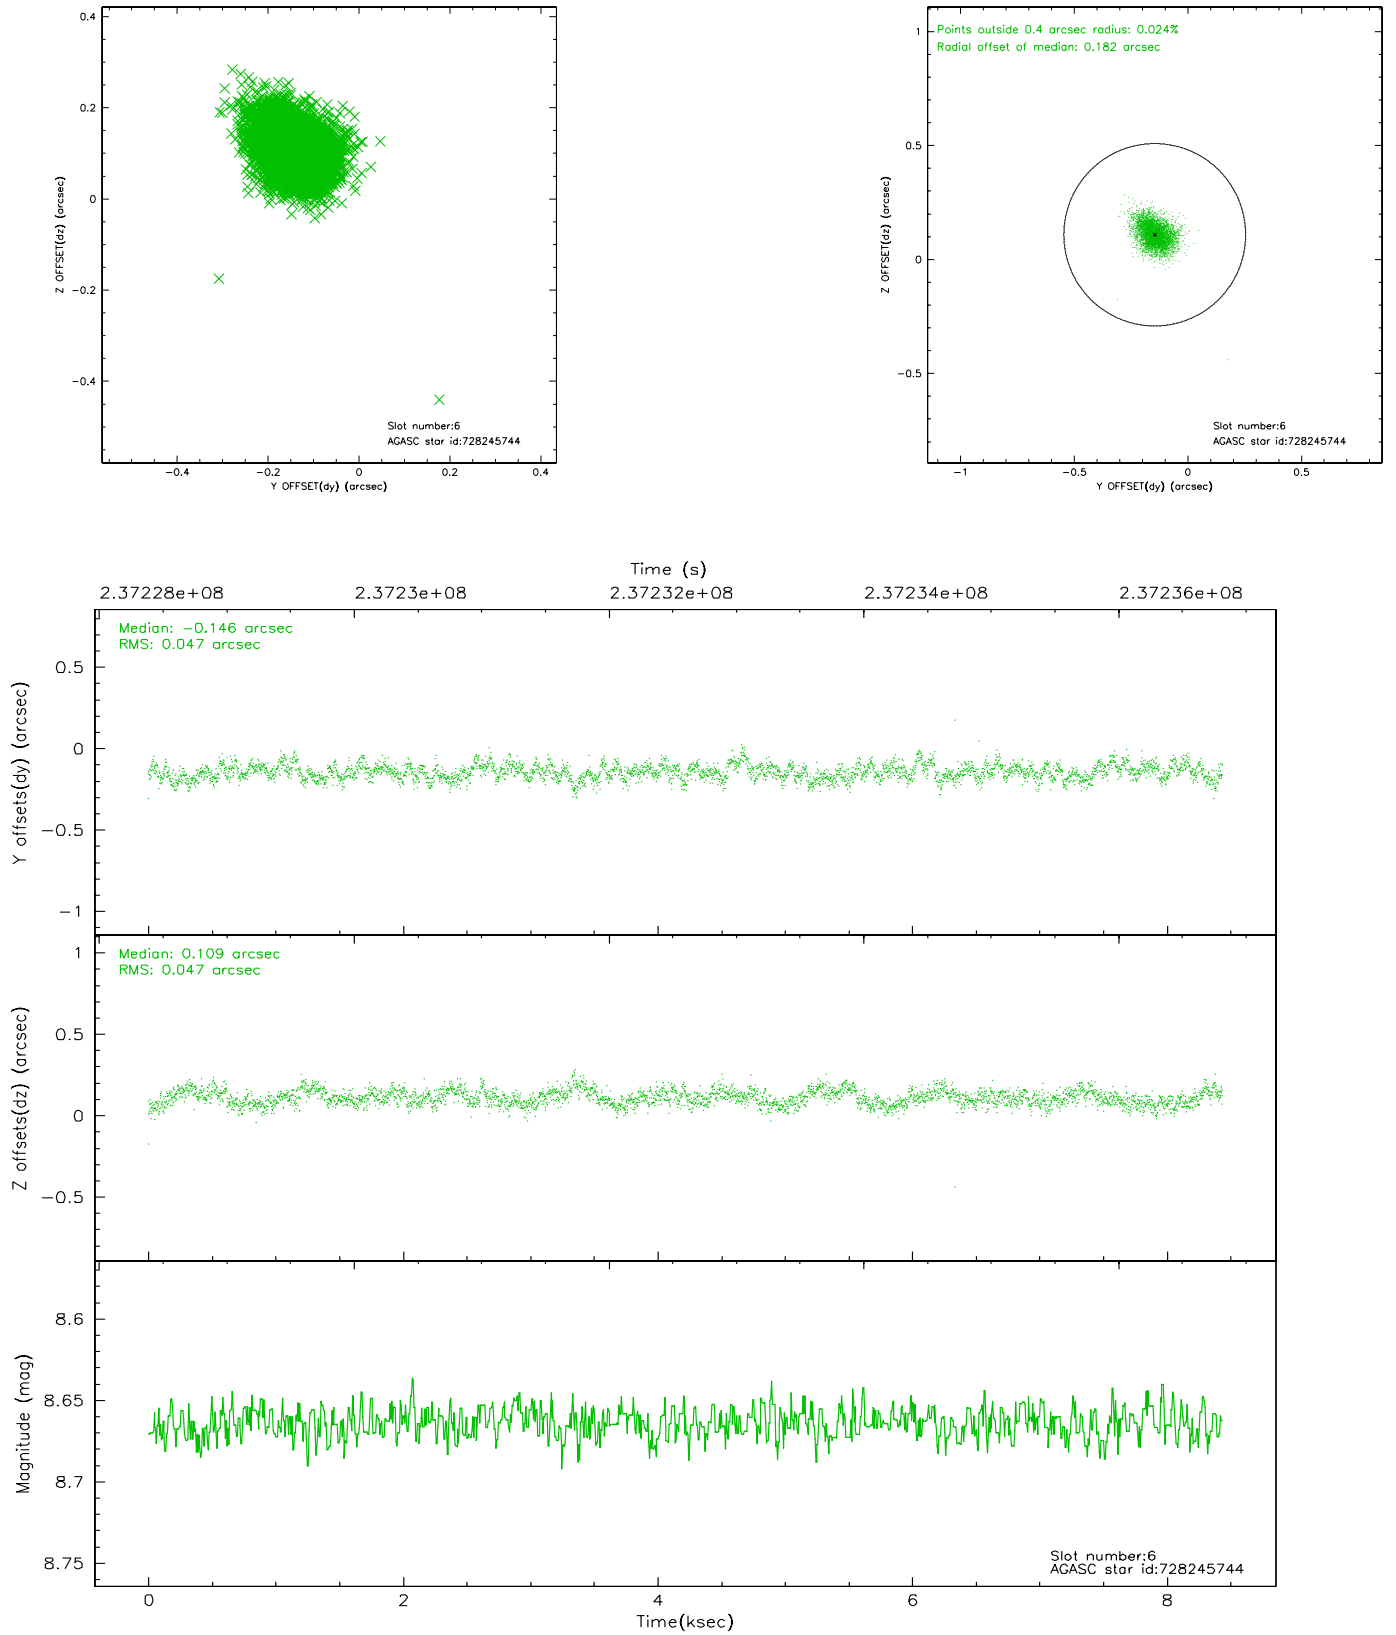 0.4
0.2
0
−0.2
−0.4
Z OFFSET(dz) (arcsec)
Slot number:6
AGASC star id:728245744
−0.4 −0.2 0 0.2 0.4
Y OFFSET(dy) (arcsec)
Points outside 0.4 arcsec radius: 0.024%
Radial offset of median: 0.182 arcsec
1
0.5
0
−0.5
Z OFFSET(dz) (arcsec)
Slot number:6
AGASC star id:728245744
−1 −0.5 0 0.5
Y OFFSET(dy) (arcsec)
Time (s)
2.37228e+08 2.3723e+08 2.37232e+08 2.37234e+08 2.37236e+08
Median: −0.146 arcsec
RMS: 0.047 arcsec
0.5
0
−0.5
−1
Y offsets(dy) (arcsec)
Median: 0.109 arcsec
RMS: 0.047 arcsec
1
0.5
0
−0.5
Z offsets(dz) (arcsec)
8.6
8.65
8.7
8.75
Magnitude (mag)
Slot number:6
AGASC star id:728245744
0 2 4 6 8
Time(ksec)